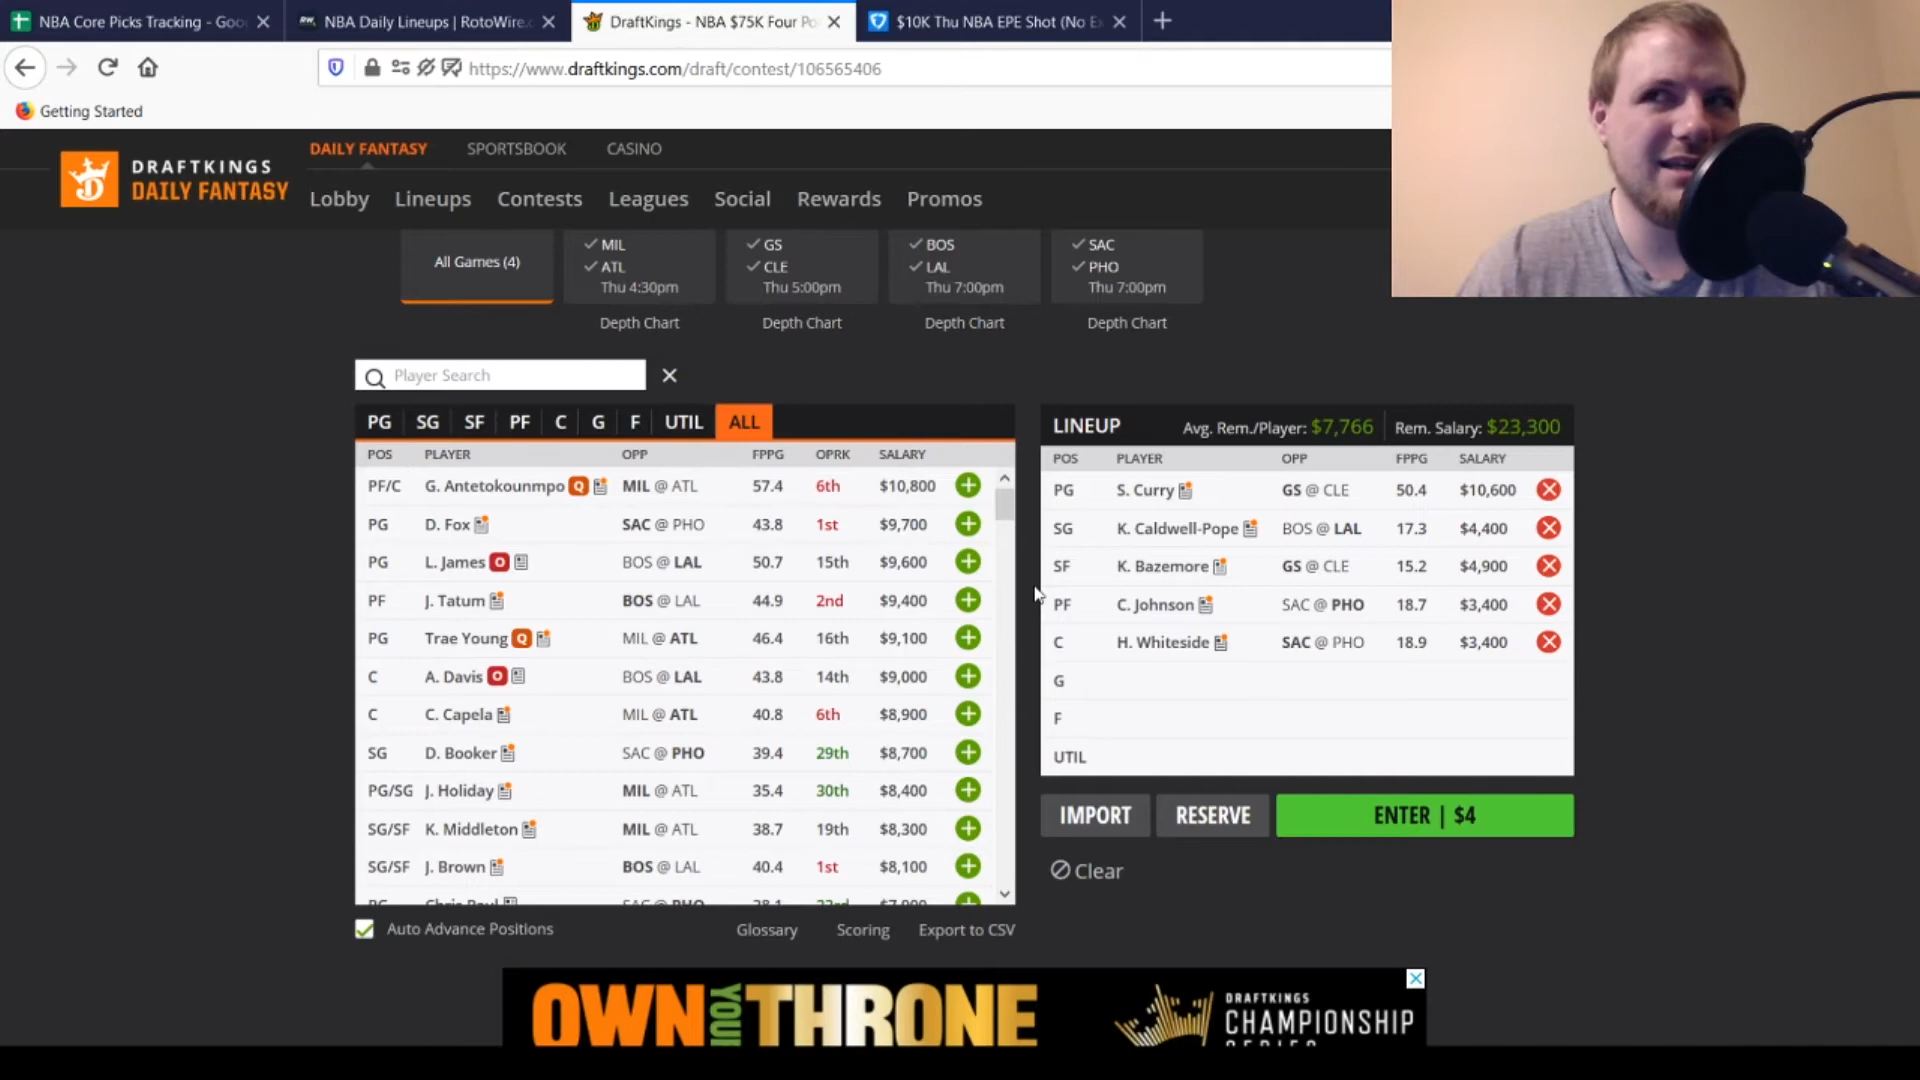 NBA Core Picks Tracking - Goo
NBA Daily Lineups | RotoWire.c
DraftKings - NBA $75K Four Po
$10K Thu NBA EPE Shot (No Ex
https://www.draftkings.com/draft/contest/106565406
Getting Started
DRAFTKINGS
DAILY FANTASY
DAILY FANTASY SPORTSBOOK CASINO
Lobby Lineups Contests Leagues Social Rewards Promos
All Games (4)
MIL
ATL
Thu 4:30pm
GS
CLE
Thu 5:00pm
BOS
LAL
Thu 7:00pm
SAC
PHO
Thu 7:00pm
Depth Chart Depth Chart Depth Chart Depth Chart
Player Search
PG SG SF PF C G F UTIL ALL
POS PLAYER OPP FPPG OPRK SALARY
PF/C G. Antetokounmpo Q MIL @ ATL 57.4 6th $10,800
PG D. Fox SAC @ PHO 43.8 1st $9,700
PG L. James O BOS @ LAL 50.7 15th $9,600
PF J. Tatum BOS @ LAL 44.9 2nd $9,400
PG Trae Young Q MIL @ ATL 46.4 16th $9,100
C A. Davis O BOS @ LAL 43.8 14th $9,000
C C. Capela MIL @ ATL 40.8 6th $8,900
SG D. Booker SAC @ PHO 39.4 29th $8,700
PG/SG J. Holiday MIL @ ATL 35.4 30th $8,400
SG/SF K. Middleton MIL @ ATL 38.7 19th $8,300
SG/SF J. Brown BOS @ LAL 40.4 1st $8,100
Auto Advance Positions Glossary Scoring Export to CSV
LINEUP Avg. Rem./Player: $7,766 Rem. Salary: $23,300
POS PLAYER OPP FPPG SALARY
PG S. Curry GS @ CLE 50.4 $10,600
SG K. Caldwell-Pope BOS @ LAL 17.3 $4,400
SF K. Bazemore GS @ CLE 15.2 $4,900
PF C. Johnson SAC @ PHO 18.7 $3,400
C H. Whiteside SAC @ PHO 18.9 $3,400
G
F
UTIL
IMPORT RESERVE ENTER | $4
Clear
OWN YOUR THRONE
DRAFTKINGS
CHAMPIONSHIP
SERIES